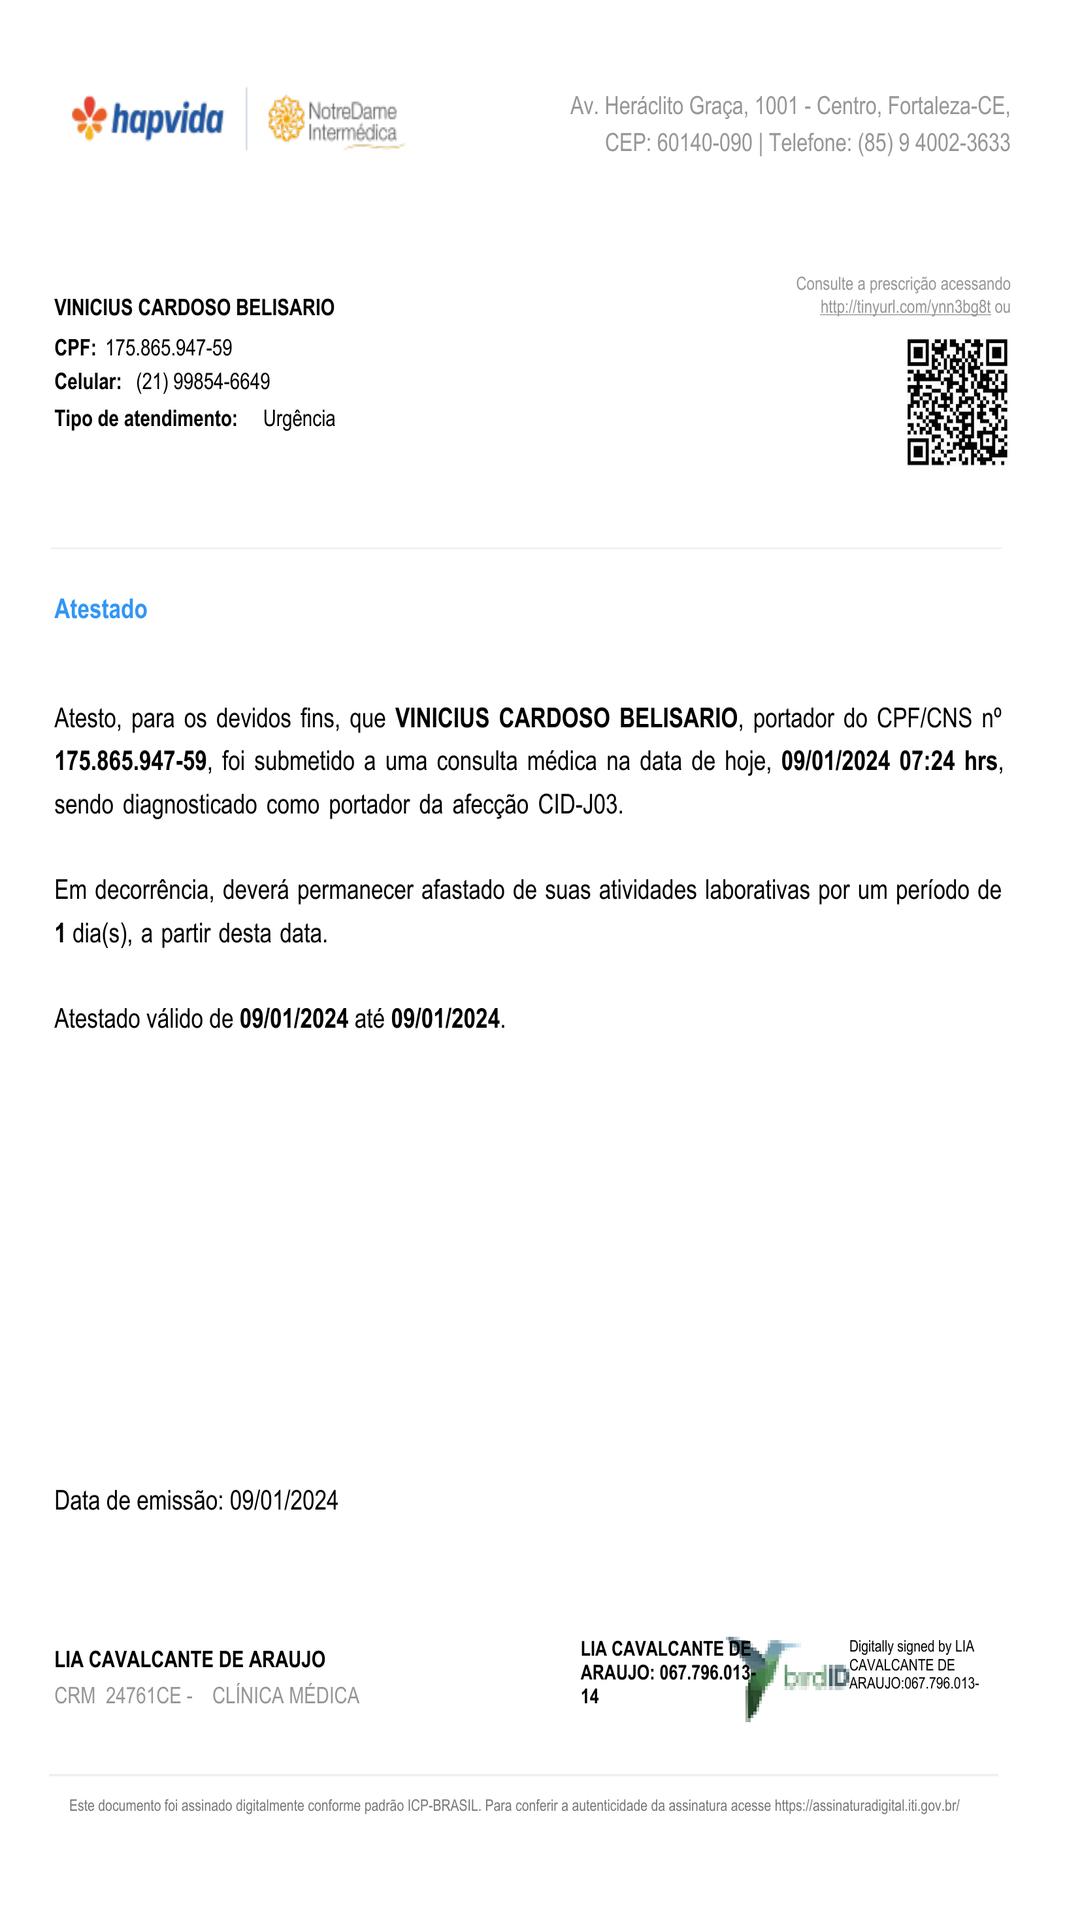 hapvida
NotreDame
Intermédica
Av. Heráclito Graça, 1001 - Centro, Fortaleza-CE,
CEP: 60140-090 | Telefone: (85) 9 4002-3633
Consulte a prescrição acessando
http://tinyurl.com/ynn3bg8t ou
VINICIUS CARDOSO BELISARIO
CPF: 175.865.947-59
Celular: (21) 99854-6649
Tipo de atendimento: Urgência
Atestado
Atesto, para os devidos fins, que VINICIUS CARDOSO BELISARIO, portador do CPF/CNS nº
175.865.947-59, foi submetido a uma consulta médica na data de hoje, 09/01/2024 07:24 hrs,
sendo diagnosticado como portador da afecção CID-J03.
Em decorrência, deverá permanecer afastado de suas atividades laborativas por um período de
1 dia(s), a partir desta data.
Atestado válido de 09/01/2024 até 09/01/2024.
Data de emissão: 09/01/2024
LIA CAVALCANTE DE ARAUJO
CRM 24761CE - CLÍNICA MÉDICA
LIA CAVALCANTE DE
ARAUJO: 067.796.013-
14
birdID
Digitally signed by LIA
CAVALCANTE DE
ARAUJO:067.796.013-
Este documento foi assinado digitalmente conforme padrão ICP-BRASIL. Para conferir a autenticidade da assinatura acesse https://assinaturadigital.iti.gov.br/